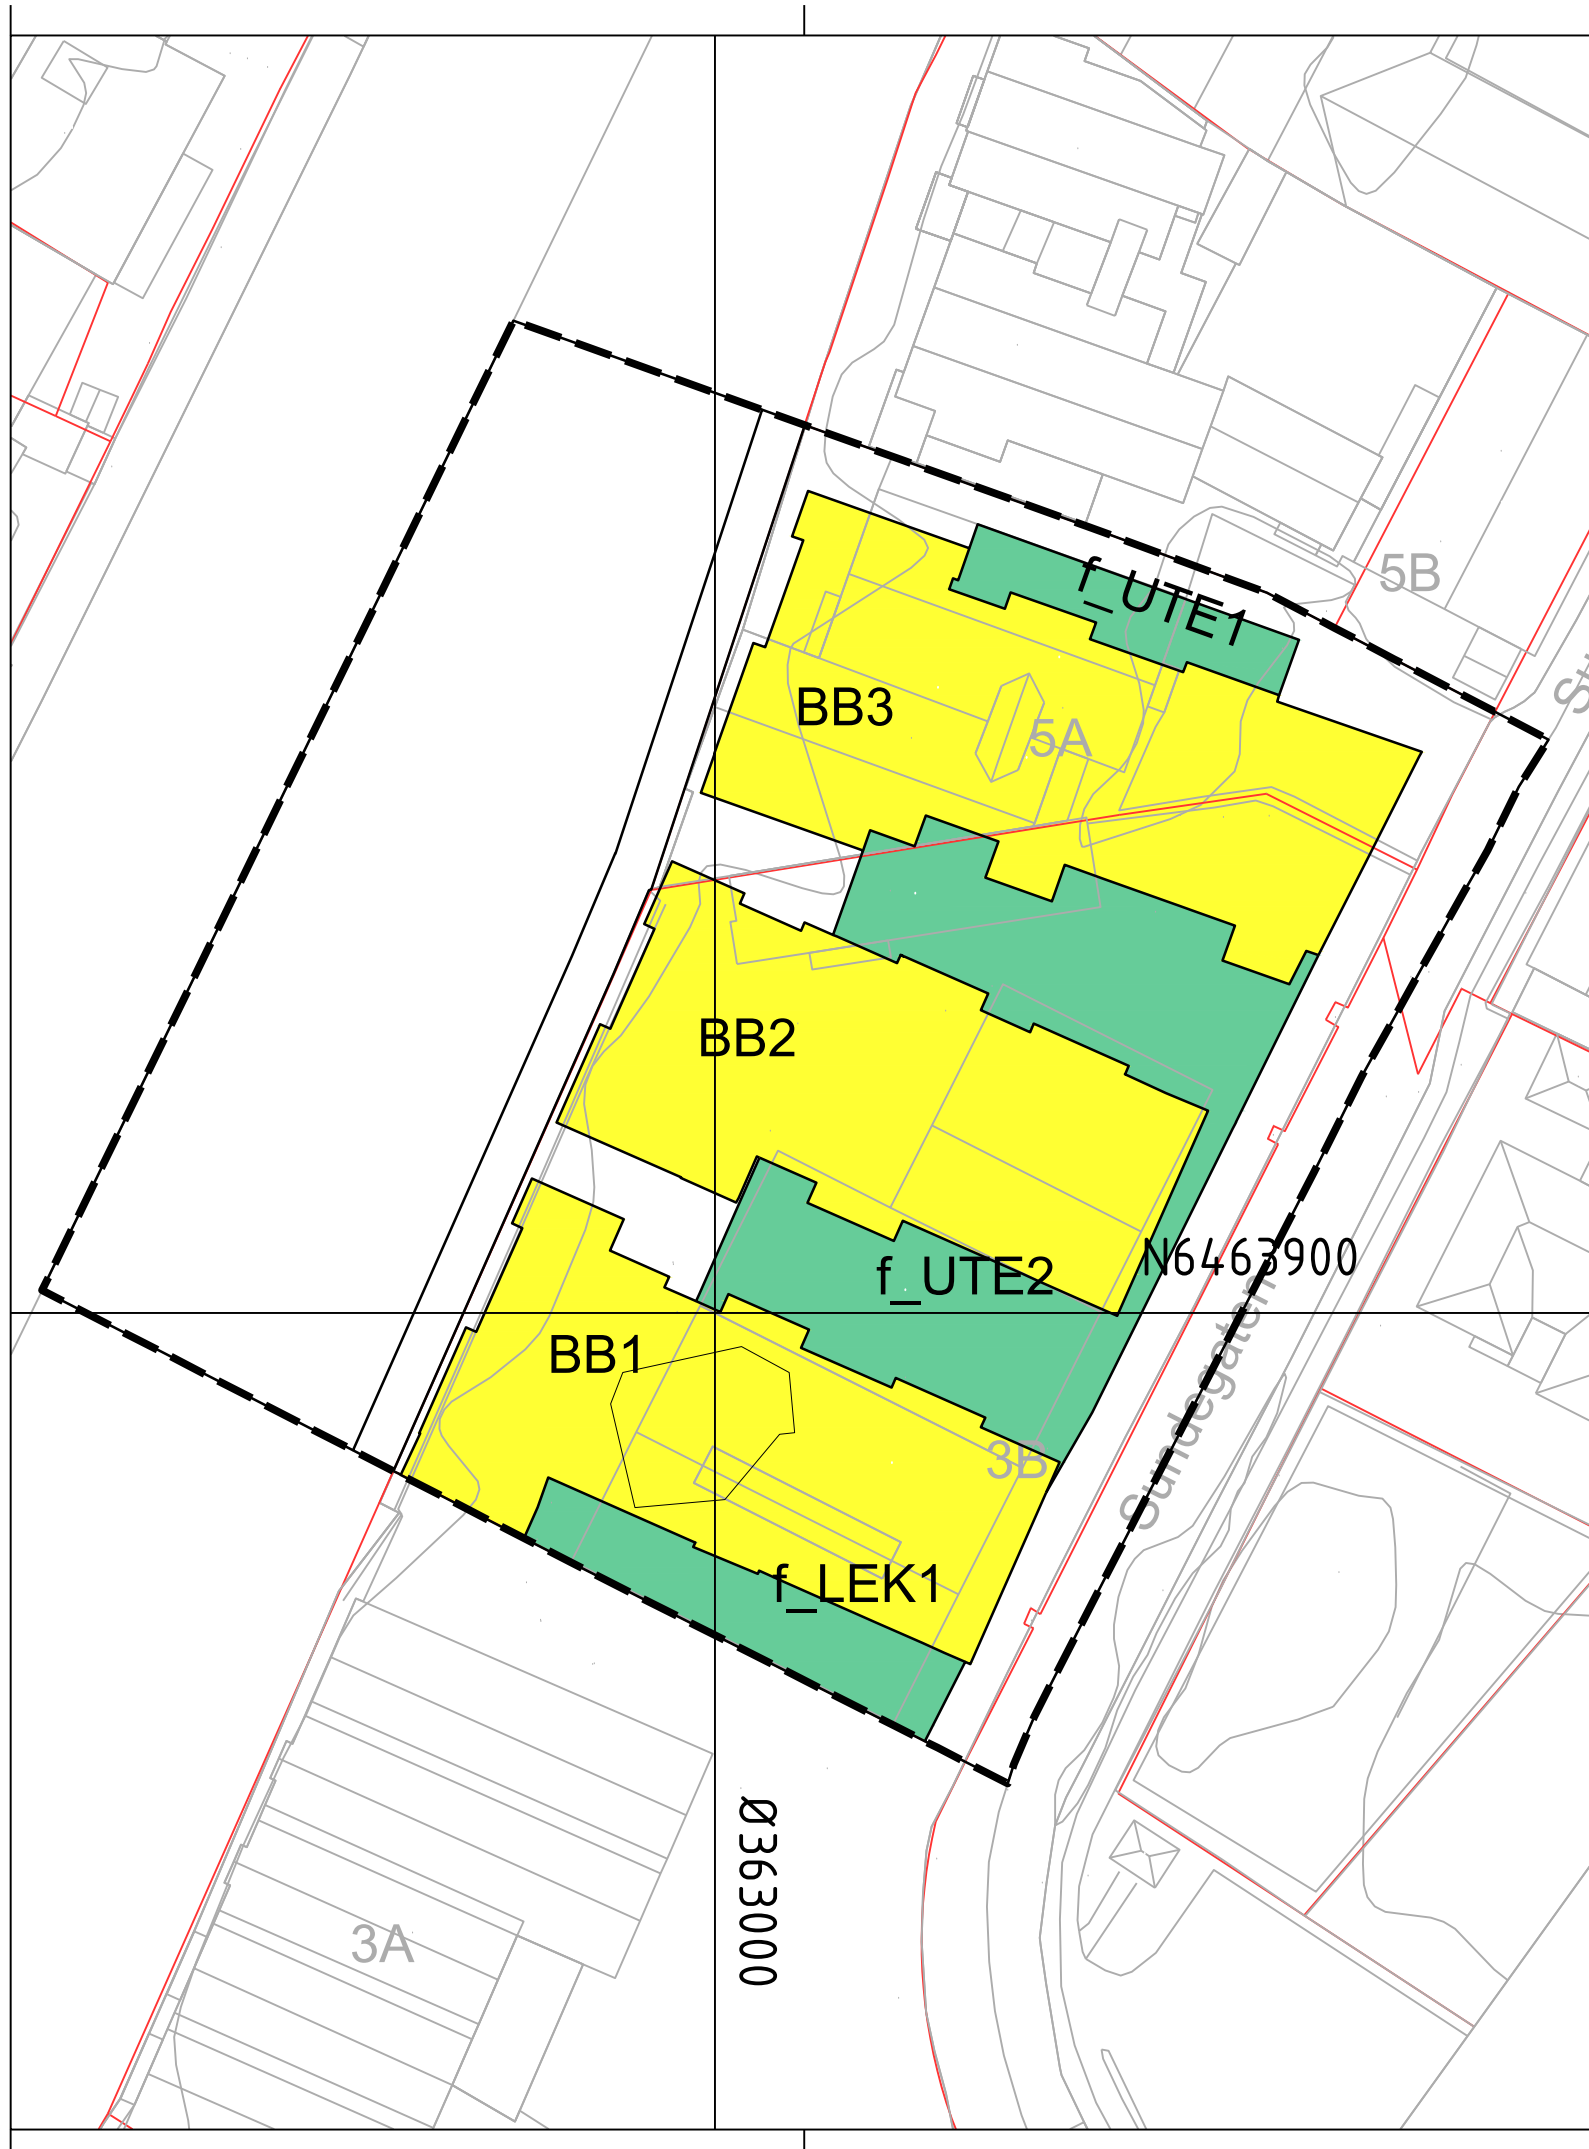 f_UTE1
5B
BB3
5A
BB2
N6463900
f_UTE2
BB1
Sundegaten
3B
f_LEK1
Ø363000
3A